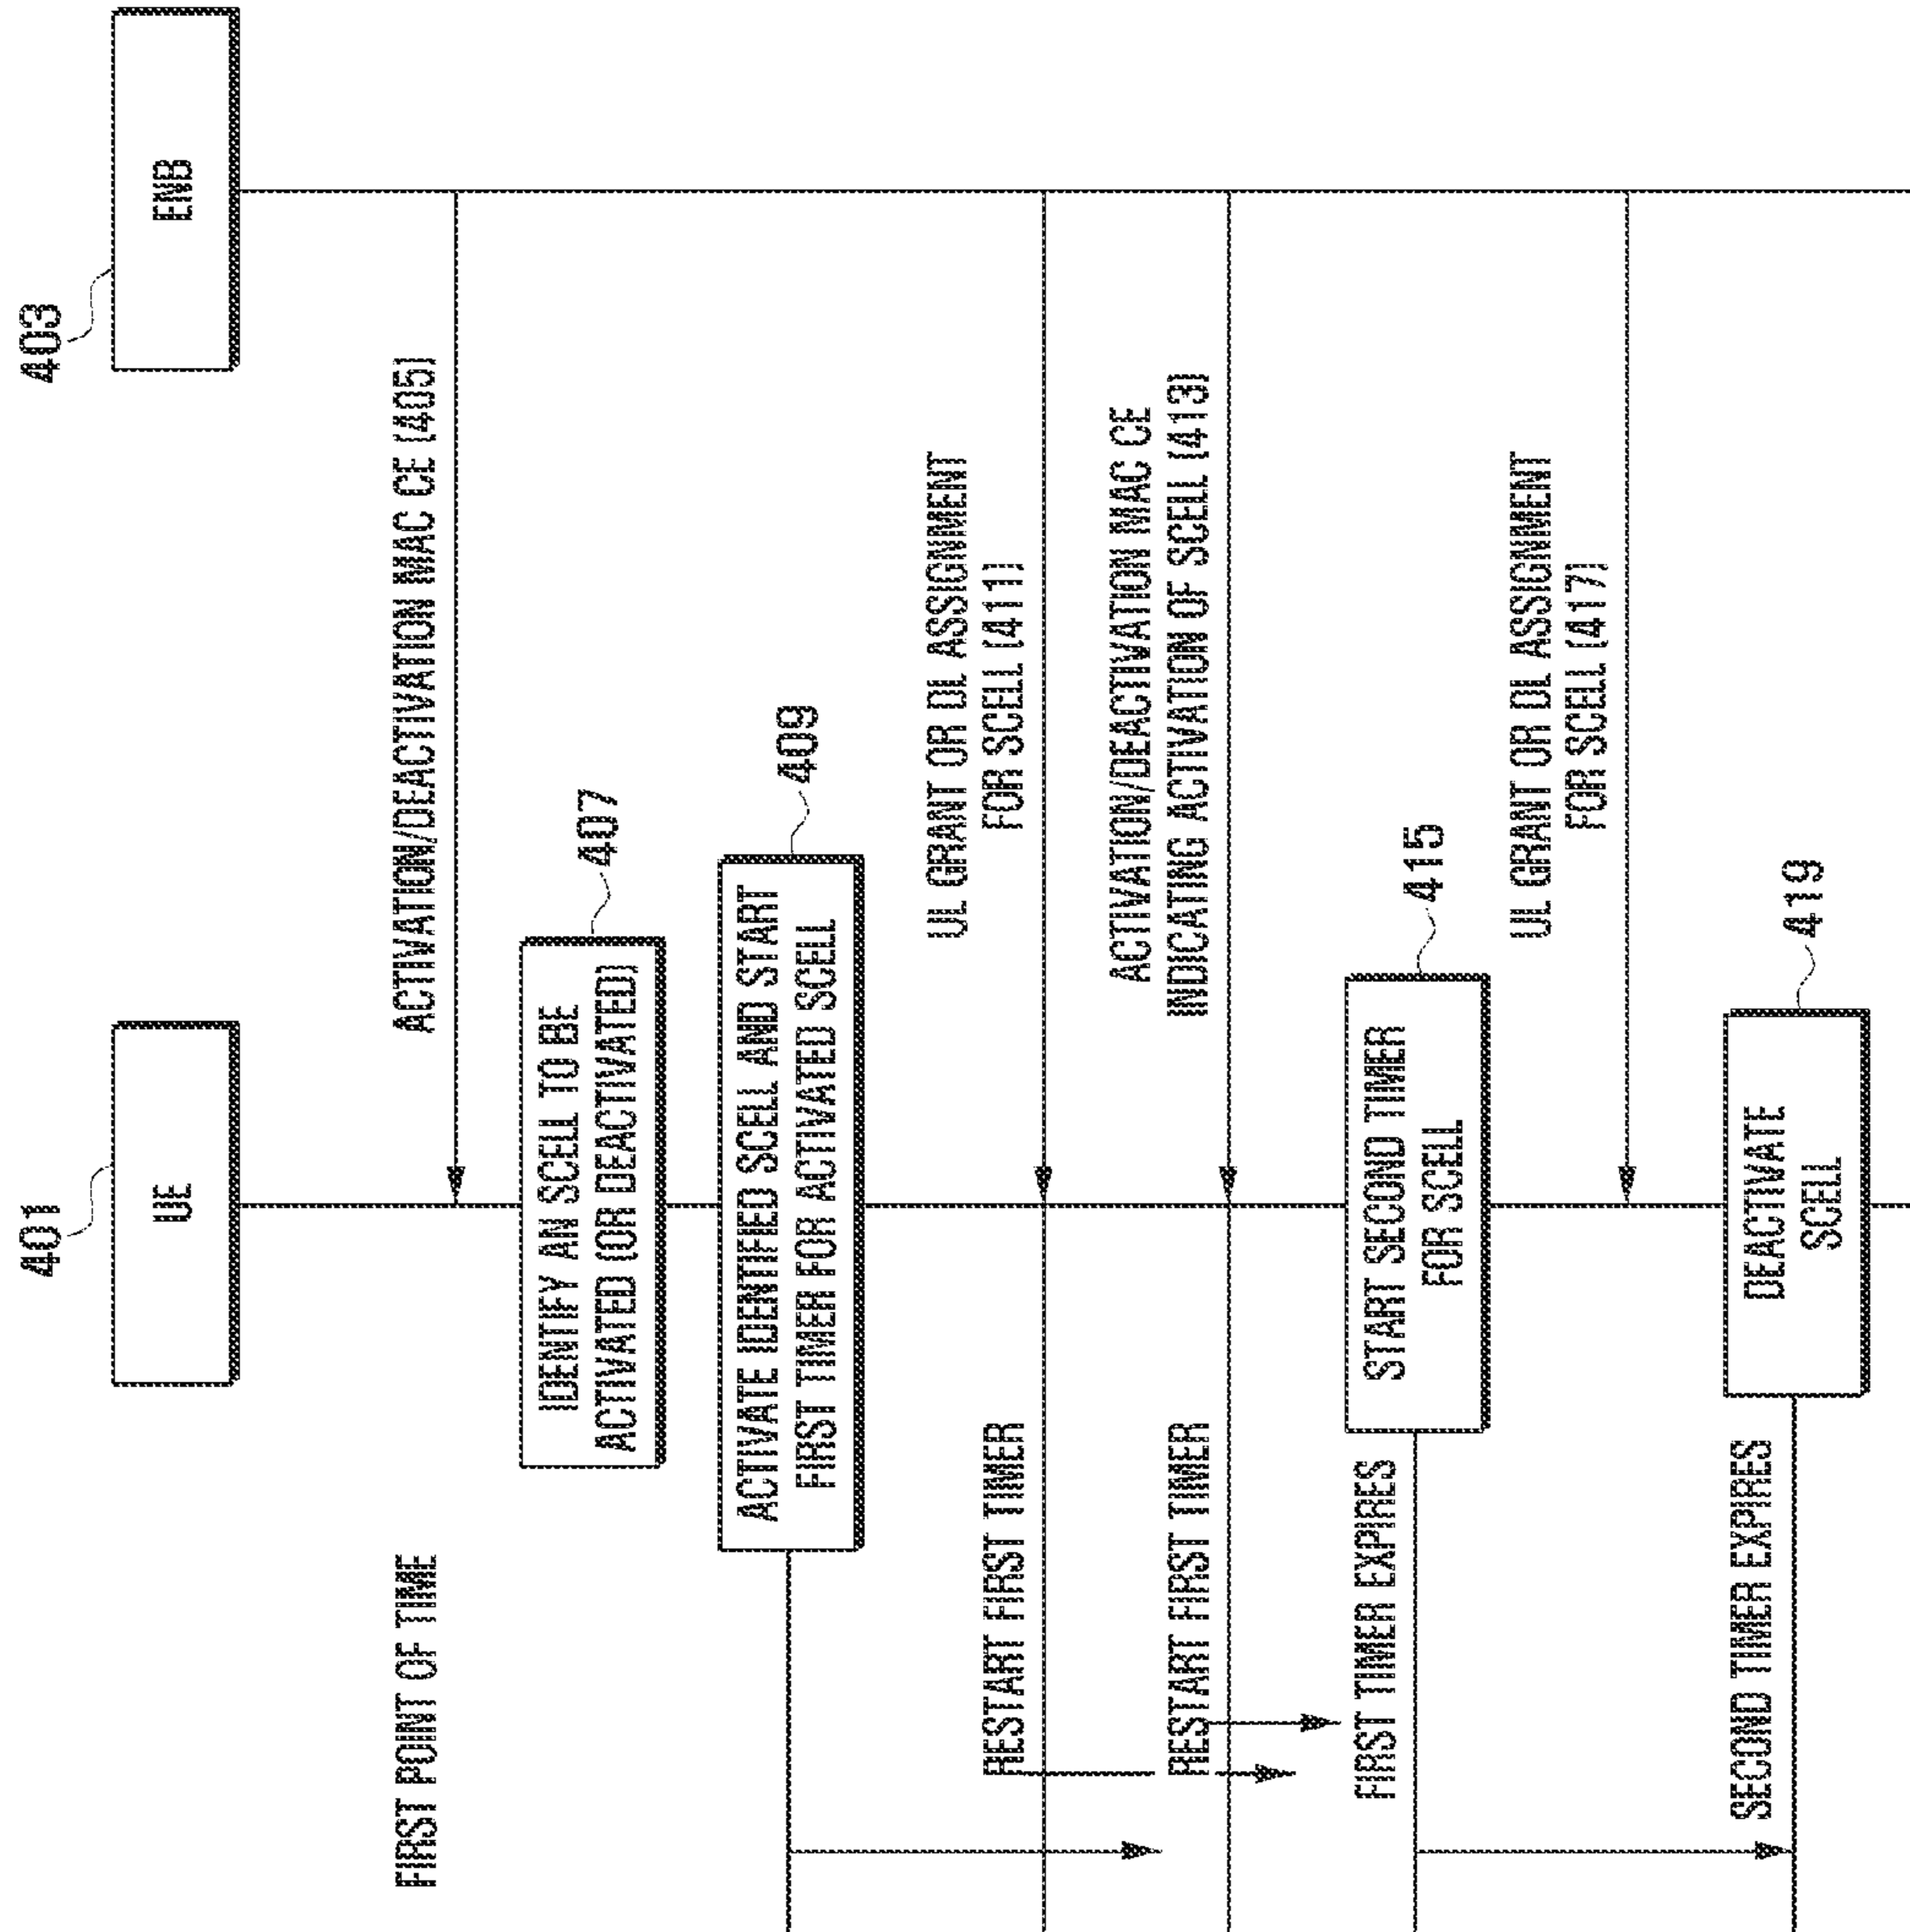 401
UE
403
ENB
FIRST POINT OF TIME
ACTIVATION/DEACTIVATION MAC CE (405)
IDENTIFY AN SCELL TO BE
ACTIVATED (OR DEACTIVATED)
407
ACTIVATE IDENTIFIED SCELL AND START
FIRST TIMER FOR ACTIVATED SCELL
409
UL GRANT OR DL ASSIGNMENT
FOR SCELL (411)
RESTART FIRST TIMER
ACTIVATION/DEACTIVATION MAC CE
INDICATING ACTIVATION OF SCELL (413)
RESTART FIRST TIMER
FIRST TIMER EXPIRES
START SECOND TIMER
FOR SCELL
415
UL GRANT OR DL ASSIGNMENT
FOR SCELL (417)
SECOND TIMER EXPIRES
DEACTIVATE
SCELL
419